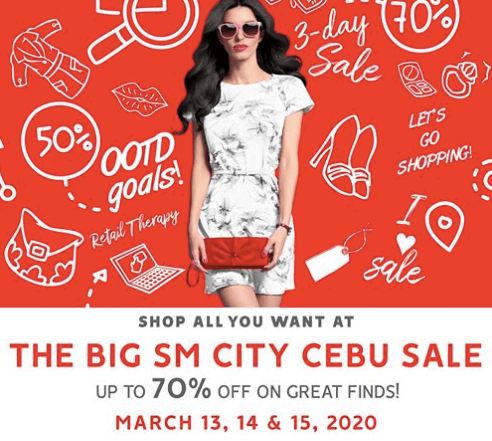 3-day
Sale
70%
50%
OOTD
goals!
LET'S
GO
SHOPPING!
Retail Therapy
I
sale
SHOP ALL YOU WANT AT
THE BIG SM CITY CEBU SALE
UP TO 70% OFF ON GREAT FINDS!
MARCH 13, 14 & 15, 2020